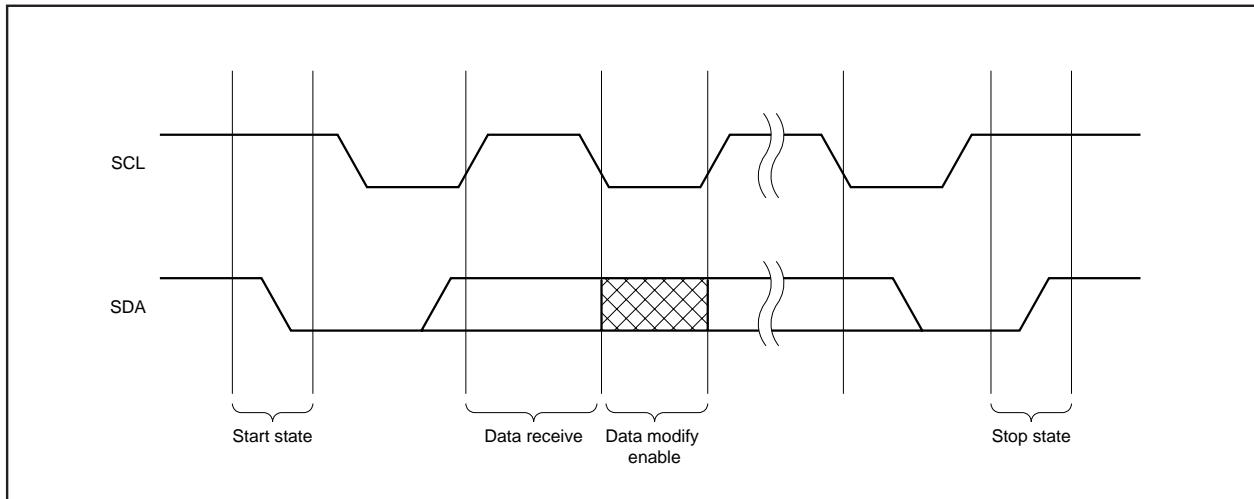 SCL
SDA
Start state
Data receive
Data modify
enable
Stop state